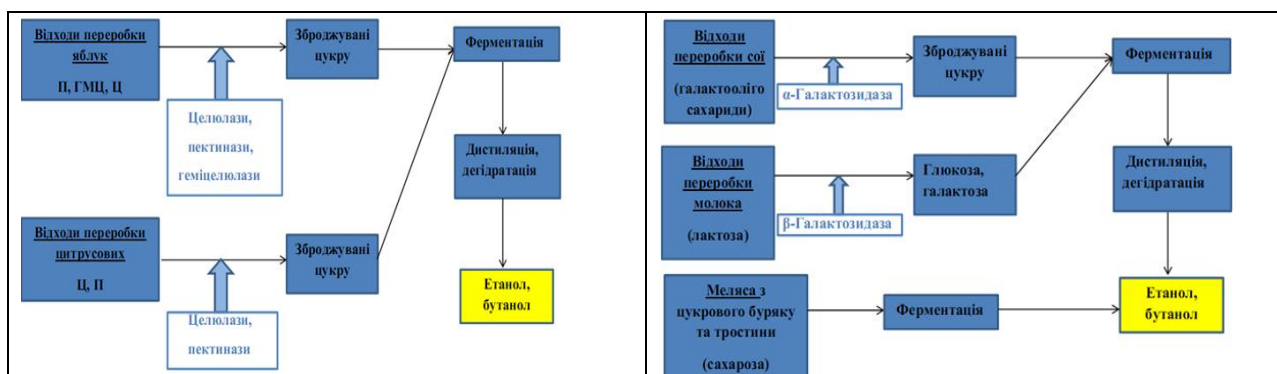 Відходи переробки
яблук
П, ГМЦ, Ц
Зброджувані
цукру
Ферментація
Целюлази,
пектинази,
геміцелюлази
Дистиляція,
дегідратація
Відходи переробки
цитрусових
Ц, П
Зброджувані
цукру
Целюлази,
пектинази
Етанол,
бутанол
Відходи
переробки сої
(галактооліго
сахариди)
α-Галактозидаза
Зброджувані
цукру
Ферментація
Відходи
переробки
молока
(лактоза)
β-Галактозидаза
Глюкоза,
галактоза
Дистиляція,
дегідратація
Меляса з
цукрового буряку
та тростини
(сахароза)
Ферментація
Етанол,
бутанол